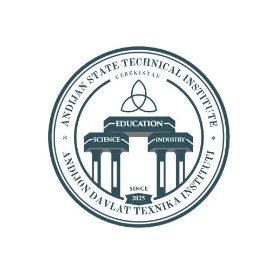 ANDIJAN STATE TECHNICAL INSTITUTE
UZBEKISTAN
EDUCATION
SCIENCE
INDUSTRY
SINCE
2025
ANDIJON DAVLAT TEXNIKA INSTITUTI